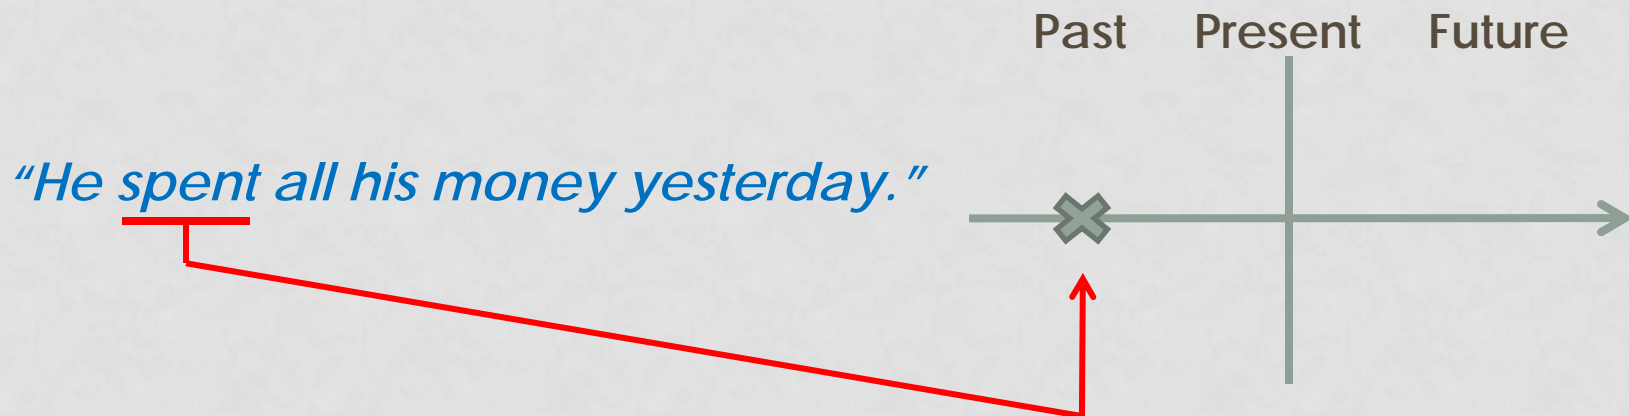 Past Present Future
“He spent all his money yesterday.”